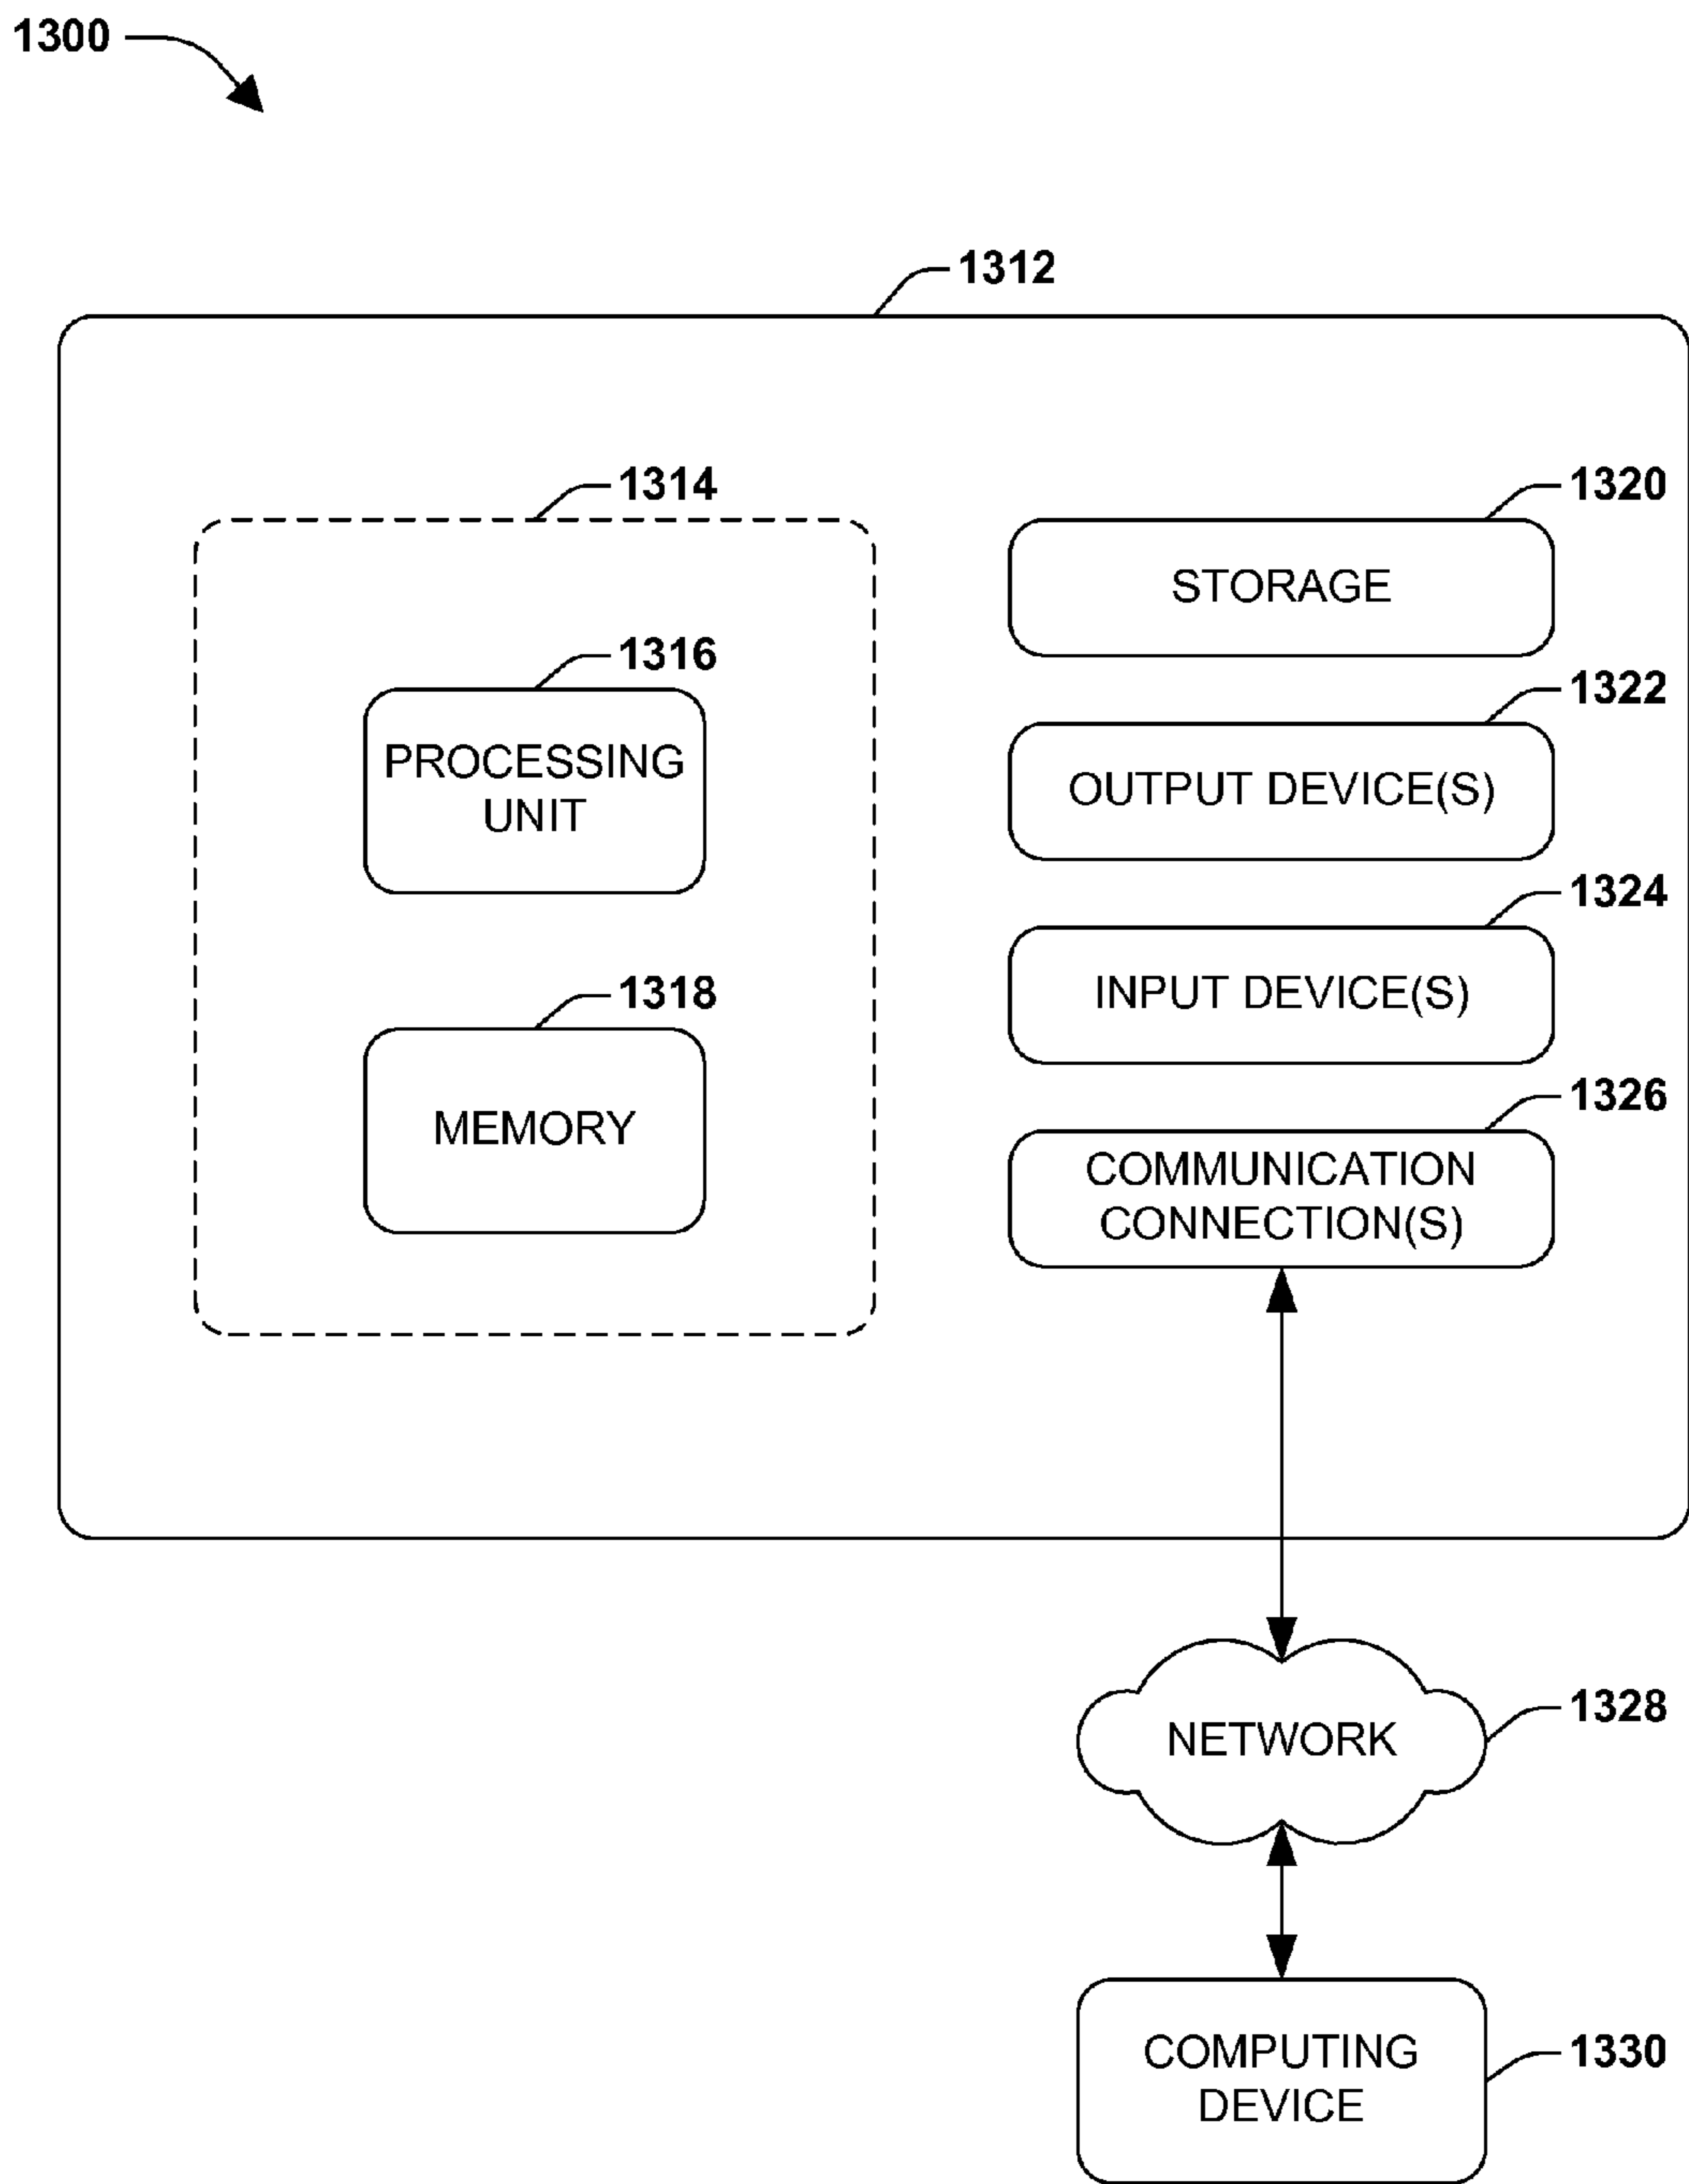 1300
1312
1314
1320
STORAGE
1316
PROCESSING
UNIT
1322
OUTPUT DEVICE(S)
1324
INPUT DEVICE(S)
1318
MEMORY
1326
COMMUNICATION
CONNECTION(S)
1328
NETWORK
1330
COMPUTING
DEVICE